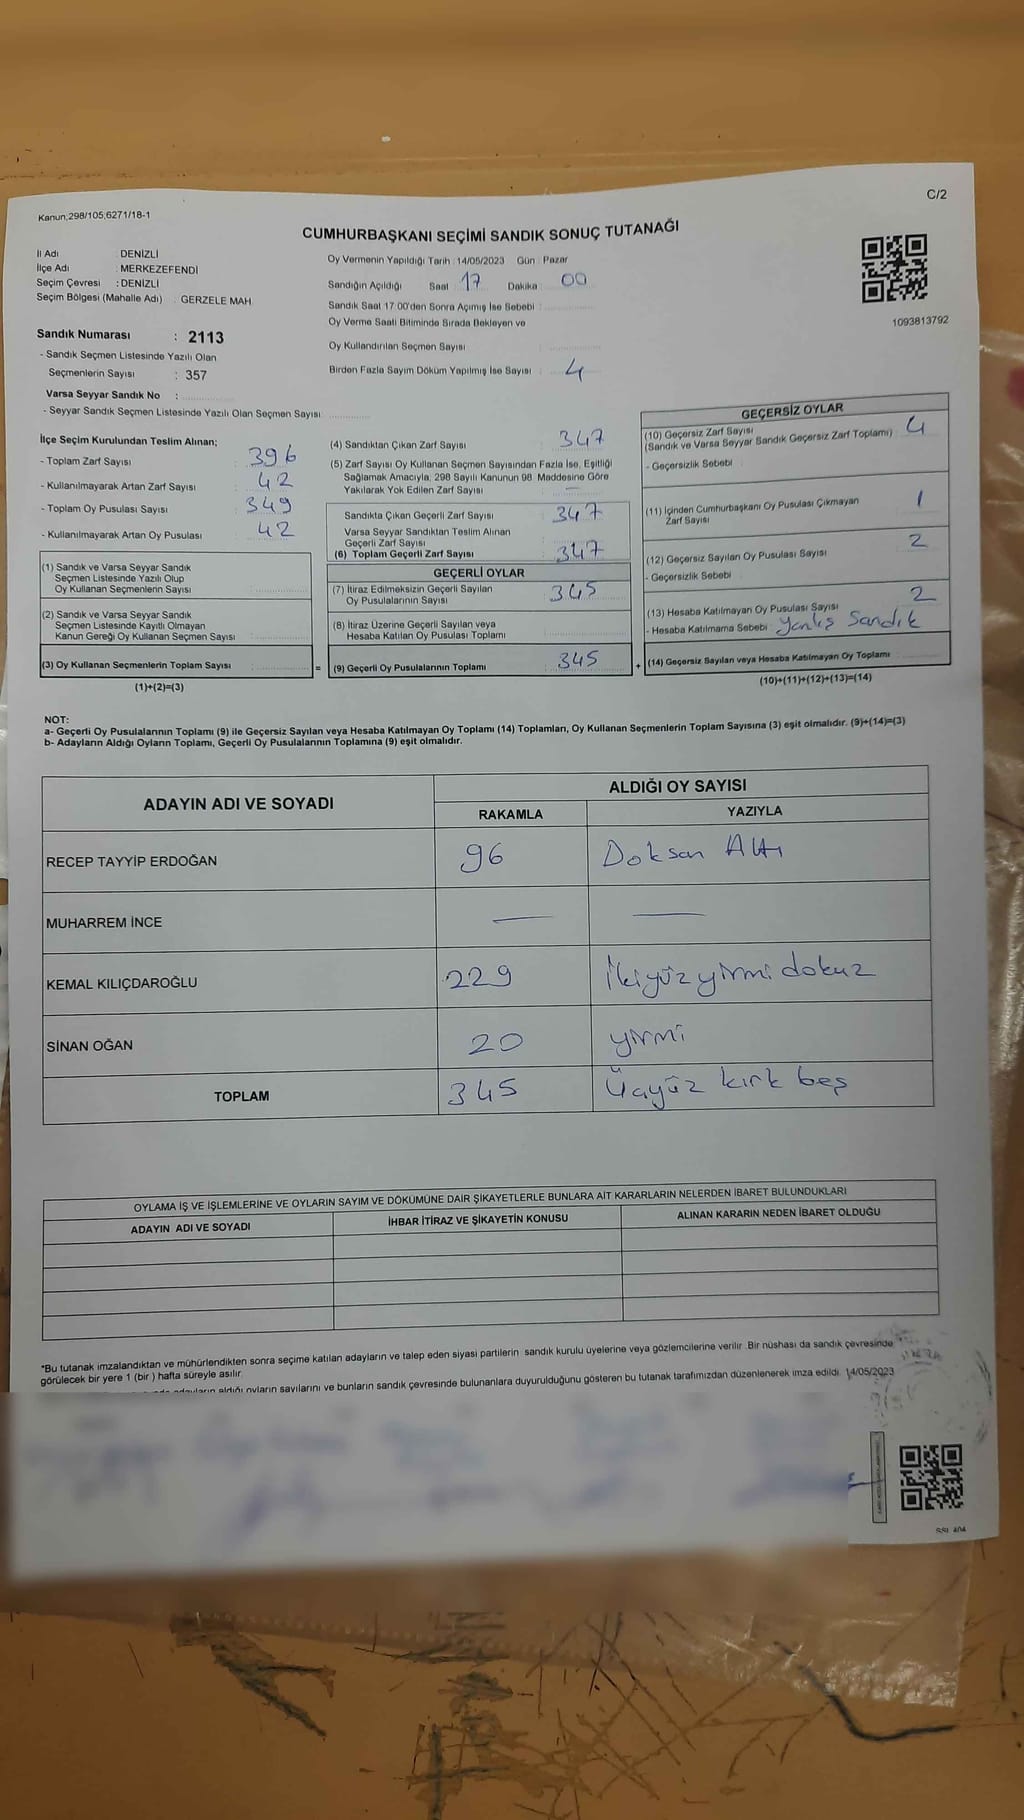 C/2
Kanun;298/105;6271/18-1
CUMHURBAŞKANI SEÇİMİ SANDIK SONUÇ TUTANAĞI
1093813792
İl Adı : DENİZLİ
İlçe Adı : MERKEZEFENDİ
Seçim Çevresi : DENİZLİ
Seçim Bölgesi (Mahalle Adı) : GERZELE MAH.
Sandık Numarası : 2113
- Sandık Seçmen Listesinde Yazılı Olan
Seçmenlerin Sayısı : 357
Varsa Seyyar Sandık No :
- Seyyar Sandık Seçmen Listesinde Yazılı Olan Seçmen Sayısı:
Oy Vermenin Yapıldığı Tarih : 14/05/2023 Gün : Pazar
Sandığın Açıldığı Saat : 17 Dakika : 00
Sandık Saat 17:00'den Sonra Açımış İse Sebebi :
Oy Verme Saati Bitiminde Sırada Bekleyen ve
Oy Kullandırılan Seçmen Sayısı :
Birden Fazla Sayım Döküm Yapılmış İse Sayısı : 4
İlçe Seçim Kurulundan Teslim Alınan;
- Toplam Zarf Sayısı : 396
- Kullanılmayarak Artan Zarf Sayısı : 42
- Toplam Oy Pusulası Sayısı : 349
- Kullanılmayarak Artan Oy Pusulası : 42
(1) Sandık ve Varsa Seyyar Sandık
Seçmen Listesinde Yazılı Olup
Oy Kullanan Seçmenlerin Sayısı :
(2) Sandık ve Varsa Seyyar Sandık
Seçmen Listesinde Kayıtlı Olmayan
Kanun Gereği Oy Kullanan Seçmen Sayısı :
(3) Oy Kullanan Seçmenlerin Toplam Sayısı :
(1)+(2)=(3)
=
(4) Sandıktan Çıkan Zarf Sayısı : 347
(5) Zarf Sayısı Oy Kullanan Seçmen Sayısından Fazla İse, Eşitliği
Sağlamak Amacıyla; 298 Sayılı Kanunun 98. Maddesine Göre
Yakılarak Yok Edilen Zarf Sayısı : —
Sandıkta Çıkan Geçerli Zarf Sayısı : 347
Varsa Seyyar Sandıktan Teslim Alınan
Geçerli Zarf Sayısı :
(6) Toplam Geçerli Zarf Sayısı : 347
GEÇERLİ OYLAR
(7) İtiraz Edilmeksizin Geçerli Sayılan
Oy Pusulalarının Sayısı : 345
(8) İtiraz Üzerine Geçerli Sayılan veya
Hesaba Katılan Oy Pusulası Toplamı :
(9) Geçerli Oy Pusulalarının Toplamı : 345
+
GEÇERSİZ OYLAR
(10) Geçersiz Zarf Sayısı : 4
(Sandık ve Varsa Seyyar Sandık Geçersiz Zarf Toplamı)
- Geçersizlik Sebebi :
(11) İçinden Cumhurbaşkanı Oy Pusulası Çıkmayan
Zarf Sayısı : 1
(12) Geçersiz Sayılan Oy Pusulası Sayısı : 2
- Geçersizlik Sebebi :
(13) Hesaba Katılmayan Oy Pusulası Sayısı : 2
- Hesaba Katılmama Sebebi : Yanlış Sandık
(14) Geçersiz Sayılan veya Hesaba Katılmayan Oy Toplamı :
(10)+(11)+(12)+(13)=(14)
NOT:
a- Geçerli Oy Pusulalarının Toplamı (9) ile Geçersiz Sayılan veya Hesaba Katılmayan Oy Toplamı (14) Toplamları, Oy Kullanan Seçmenlerin Toplam Sayısına (3) eşit olmalıdır. (9)+(14)=(3)
b- Adayların Aldığı Oyların Toplamı, Geçerli Oy Pusulalarının Toplamına (9) eşit olmalıdır.
ADAYIN ADI VE SOYADI
ALDIĞI OY SAYISI
RAKAMLA YAZIYLA
RECEP TAYYİP ERDOĞAN 96 Doksan Altı
MUHARREM İNCE — —
KEMAL KILIÇDAROĞLU 229 İkiyüz yirmi dokuz
SİNAN OĞAN 20 yirmi
TOPLAM 345 Üçyüz kırk beş
OYLAMA İŞ VE İŞLEMLERİNE VE OYLARIN SAYIM VE DÖKÜMÜNE DAİR ŞİKAYETLERLE BUNLARA AİT KARARLARIN NELERDEN İBARET BULUNDUKLARI
ADAYIN ADI VE SOYADI İHBAR İTİRAZ VE ŞİKAYETİN KONUSU ALINAN KARARIN NEDEN İBARET OLDUĞU
*Bu tutanak imzalandıktan ve mühürlendikten sonra seçime katılan adayların ve talep eden siyasi partilerin sandık kurulu üyelerine veya gözlemcilerine verilir. Bir nüshası da sandık çevresinde
görülecek bir yere 1 (bir ) hafta süreyle asılır.
aldığı oyların sayılarını ve bunların sandık çevresinde bulunanlara duyurulduğunu gösteren bu tutanak tarafımızdan düzenlenerek imza edildi. 14/05/2023